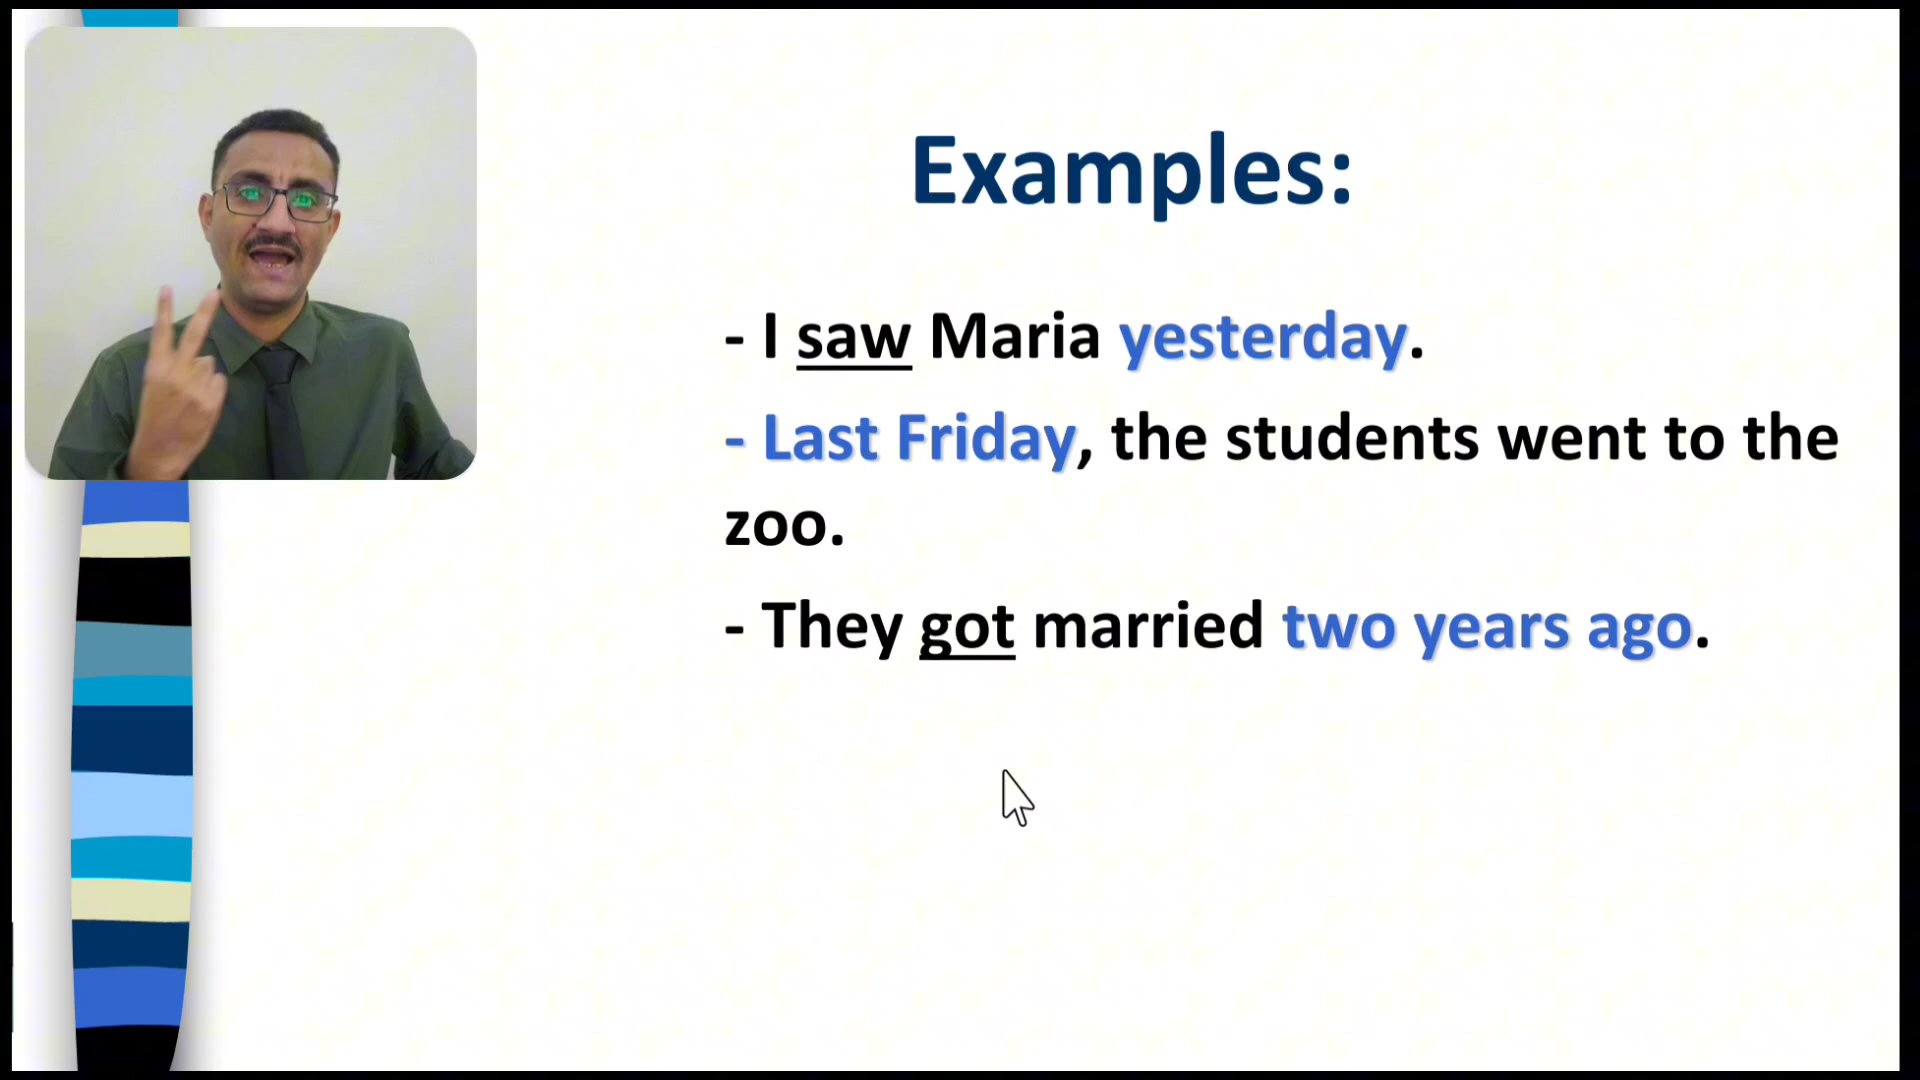 Examples:
- I saw Maria yesterday.
- Last Friday, the students went to the
zoo.
- They got married two years ago.